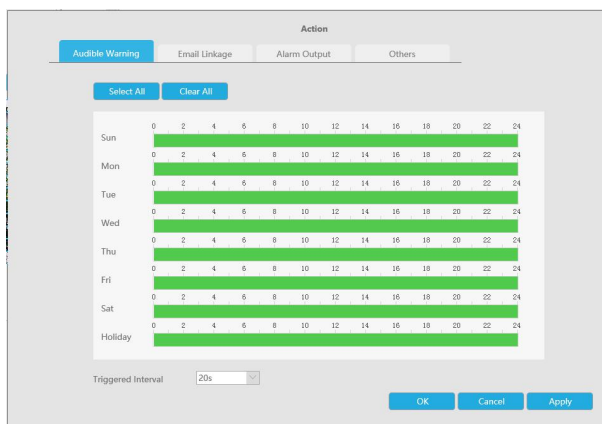 Action
Audible Warning Email Linkage Alarm Output Others
Select All Clear All
0 2 4 6 8 10 12 14 16 18 20 22 24
Sun
0 2 4 6 8 10 12 14 16 18 20 22 24
Mon
0 2 4 6 8 10 12 14 16 18 20 22 24
Tue
0 2 4 6 8 10 12 14 16 18 20 22 24
Wed
0 2 4 6 8 10 12 14 16 18 20 22 24
Thu
0 2 4 6 8 10 12 14 16 18 20 22 24
Fri
0 2 4 6 8 10 12 14 16 18 20 22 24
Sat
0 2 4 6 8 10 12 14 16 18 20 22 24
Holiday
Triggered Interval 20s
OK Cancel Apply